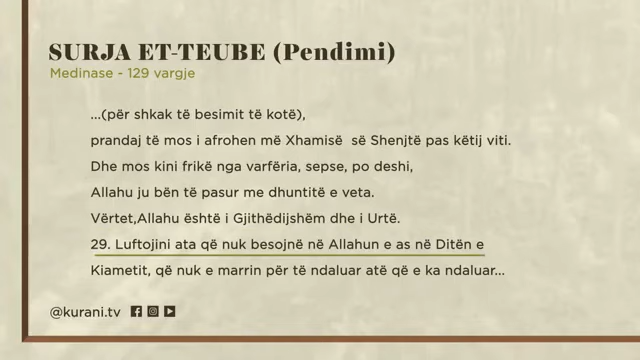 SURJA ET-TEUBE (Pendimi)
Medinase - 129 vargje
...(për shkak të besimit të kotë),
prandaj të mos i afrohen më Xhamisë së Shenjtë pas këtij viti.
Dhe mos kini frikë nga varfëria, sepse, po deshi,
Allahu ju bën të pasur me dhuntitë e veta.
Vërtet,Allahu është i Gjithëdijshëm dhe i Urtë.
29. Luftojini ata që nuk besojnë në Allahun e as në Ditën e
Kiametit, që nuk e marrin për të ndaluar atë që e ka ndaluar...
@kurani.tv